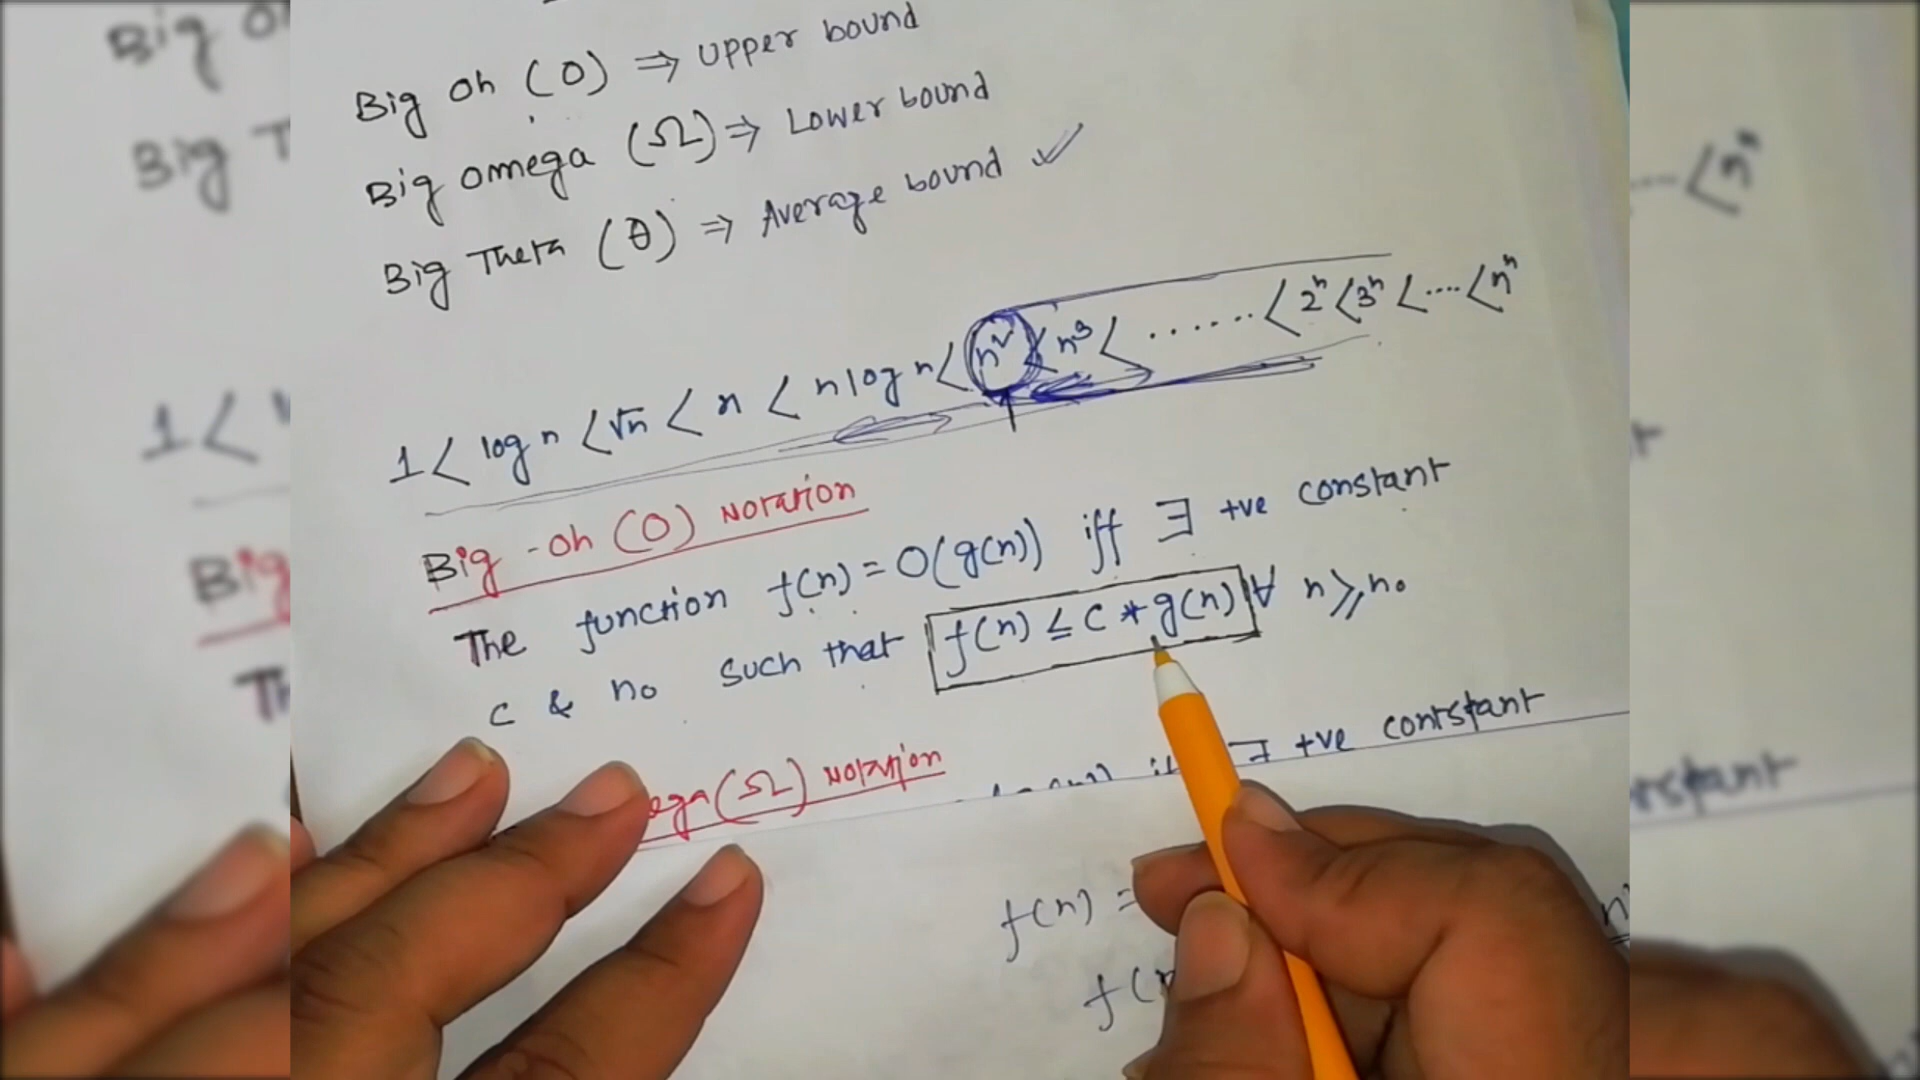 Big Oh (O) ⇒ Upper bound
Big Omega (Ω) ⇒ Lower bound
Big Theta (θ) ⇒ Average bound ✓
1 < log n < √n < n < n log n < n² < n³ < ....... < 2ⁿ < 3ⁿ < .... < nⁿ
Big-Oh (O) Notation
The function f(n) = O(g(n)) iff ∃ +ve constant
c & n₀ such that f(n) ≤ c * g(n) ∀ n ≥ n₀
(Ω) Notation
∃ +ve contstant
f(n) =